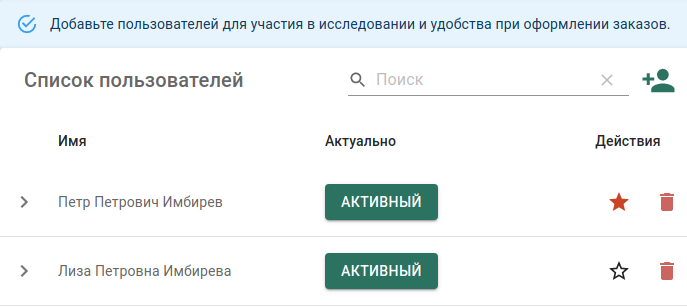 Добавьте пользователей для участия в исследовании и удобства при оформлении заказов.
Список пользователей
Поиск
Имя Актуально Действия
Петр Петрович Имбирев АКТИВНЫЙ
Лиза Петровна Имбирева АКТИВНЫЙ